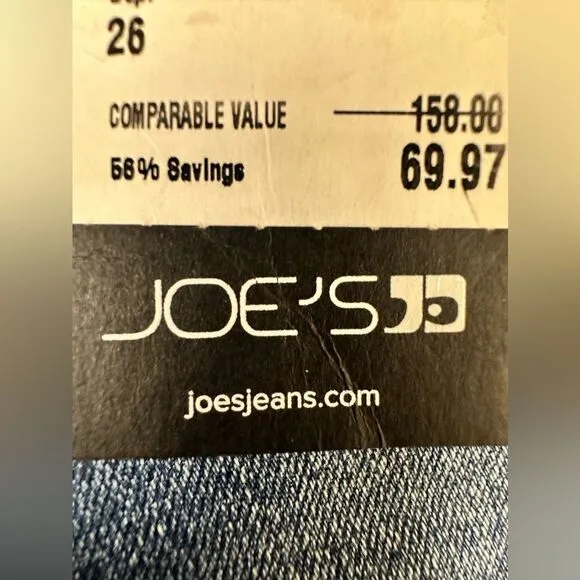 26
COMPARABLE VALUE 158.00
56% Savings 69.97
JOE'S
joesjeans.com